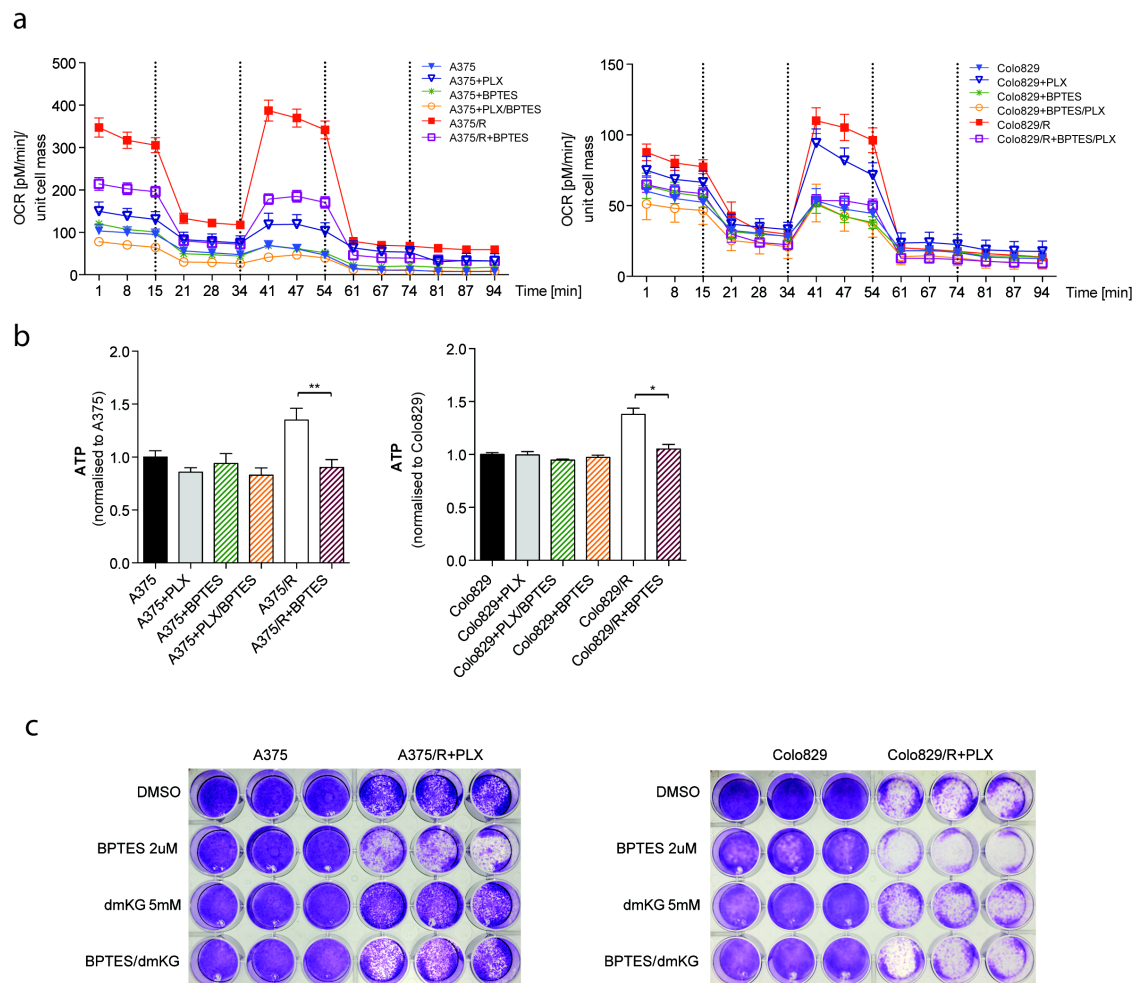 a
OCR [pM/min]/
unit cell mass
500
400
300
200
100
0
1 8 15 21 28 34 41 47 54 61 67 74 81 87 94 Time [min]
A375
A375+PLX
A375+BPTES
A375+PLX/BPTES
A375/R
A375/R+BPTES
OCR [pM/min]/
unit cell mass
150
100
50
0
1 8 15 21 28 34 41 47 54 61 67 74 81 87 94 Time [min]
Colo829
Colo829+PLX
Colo829+BPTES
Colo829+BPTES/PLX
Colo829/R
Colo829/R+BPTES/PLX
b
ATP
(normalised to A375)
2.0
1.5
1.0
0.5
0.0
**
A375
A375+PLX
A375+BPTES
A375+PLX/BPTES
A375/R
A375/R+BPTES
ATP
(normalised to Colo829)
2.0
1.5
1.0
0.5
0.0
*
Colo829
Colo829+PLX
Colo829+PLX/BPTES
Colo829+BPTES
Colo829/R
Colo829/R+BPTES
c
A375 A375/R+PLX
DMSO
BPTES 2uM
dmKG 5mM
BPTES/dmKG
Colo829 Colo829/R+PLX
DMSO
BPTES 2uM
dmKG 5mM
BPTES/dmKG